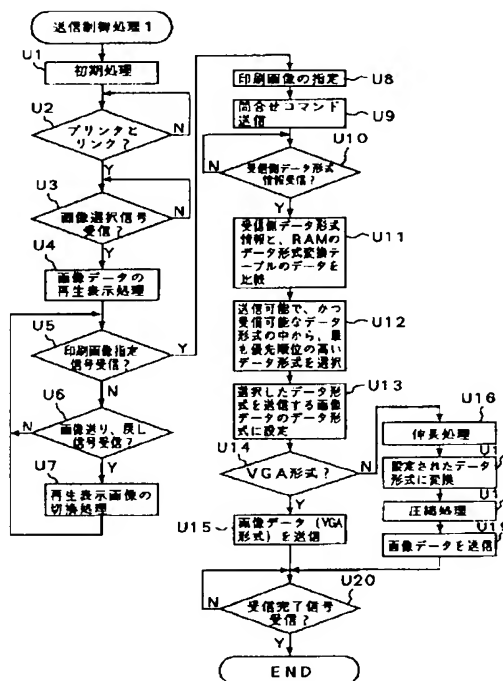 送信制御処理1
U1
初期処理
U2
プリンタと
リンク?
N
Y
U3
画像選択信号
受信?
N
Y
U4
画像データの
再生表示処理
U5
印刷画像指定
信号受信?
Y
N
U6
画像送り、戻し
信号受信?
N
Y
U7
再生表示画像の
切換処理
印刷画像の指定
U8
問合せコマンド
送信
U9
U10
受信側データ形式
情報受信?
N
Y
受信側データ形式
情報と、RAMの
データ形式変換テ
ーブルのデータを
比較
U11
送信可能で、かつ
受信可能なデータ
形式の中から、最
も優先順位の高い
データ形式を選択
U12
選択したデータ形
式を送信する画像
データのデータ形
式に設定
U13
U14
VGA形式?
N
Y
U15
画像データ(VGA
形式)を送信
U16
伸長処理
U1
設定されたデータ
形式に変換
U1
圧縮処理
U19
画像データを送信
U20
受信完了信号
受信?
N
Y
END